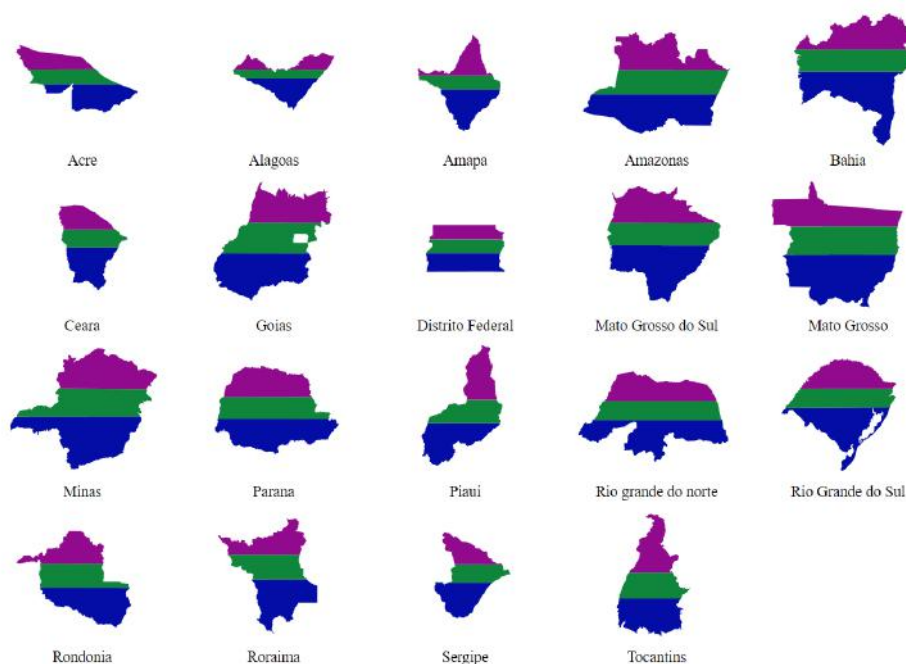 Acre
Alagoas
Amapa
Amazonas
Bahia
Ceara
Goias
Distrito Federal
Mato Grosso do Sul
Mato Grosso
Minas
Parana
Piaui
Rio grande do norte
Rio Grande do Sul
Rondonia
Roraima
Sergipe
Tocantins